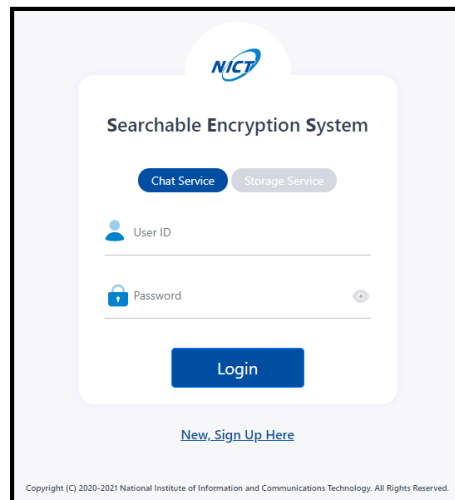 NICT
Searchable Encryption System
Chat Service Storage Service
User ID
Password
Login
New, Sign Up Here
Copyright (C) 2020-2021 National Institute of Information and Communications Technology. All Rights Reserved.